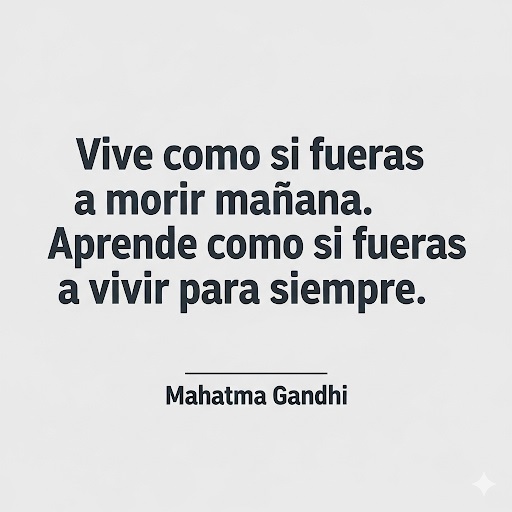 Vive como si fueras
a morir mañana.
Aprende como si fueras
a vivir para siempre.
Mahatma Gandhi